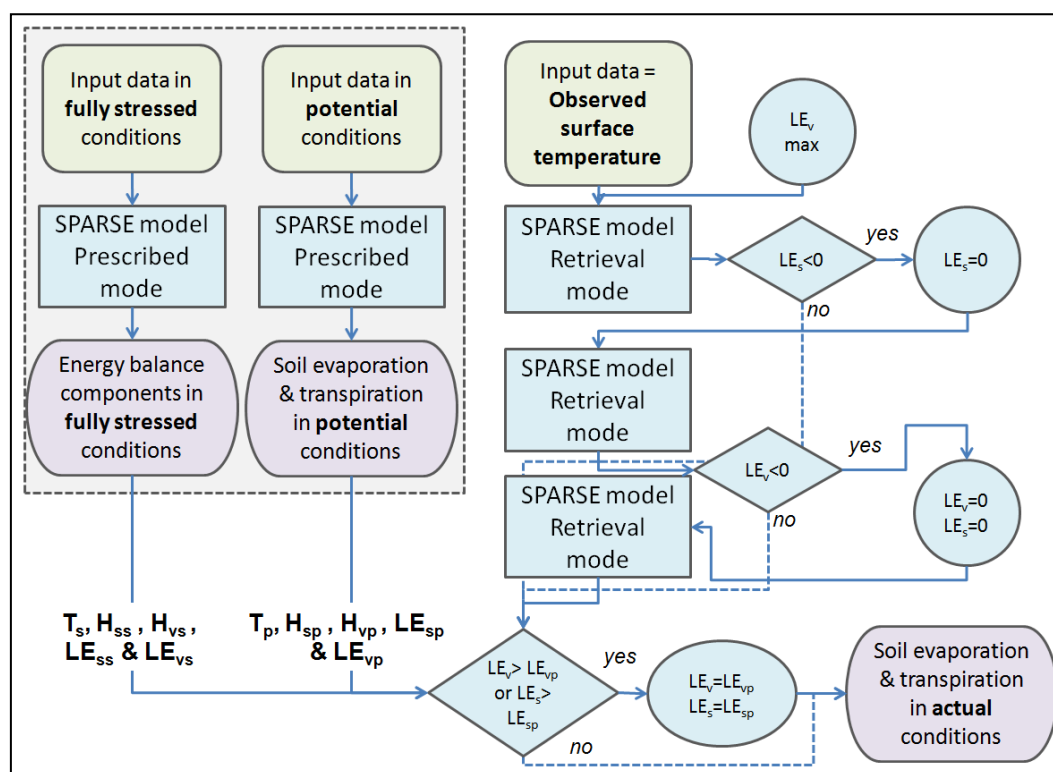 Input data in
fully stressed
conditions
Input data in
potential
conditions
Input data =
Observed
surface
temperature
LEv
max
SPARSE model
Prescribed
mode
SPARSE model
Prescribed
mode
SPARSE model
Retrieval
mode
LEs<0
yes
LEs=0
no
Energy balance
components in
fully stressed
conditions
Soil evaporation
& transpiration
in potential
conditions
SPARSE model
Retrieval
mode
LEv<0
yes
LEv=0
LEs=0
no
SPARSE model
Retrieval
mode
Ts, Hss , Hvs ,
LEss & LEvs
Tp, Hsp , Hvp , LEsp
& LEvp
LEv> LEvp
or LEs>
LEsp
yes
LEv=LEvp
LEs=LEsp
no
Soil evaporation
& transpiration
in actual
conditions